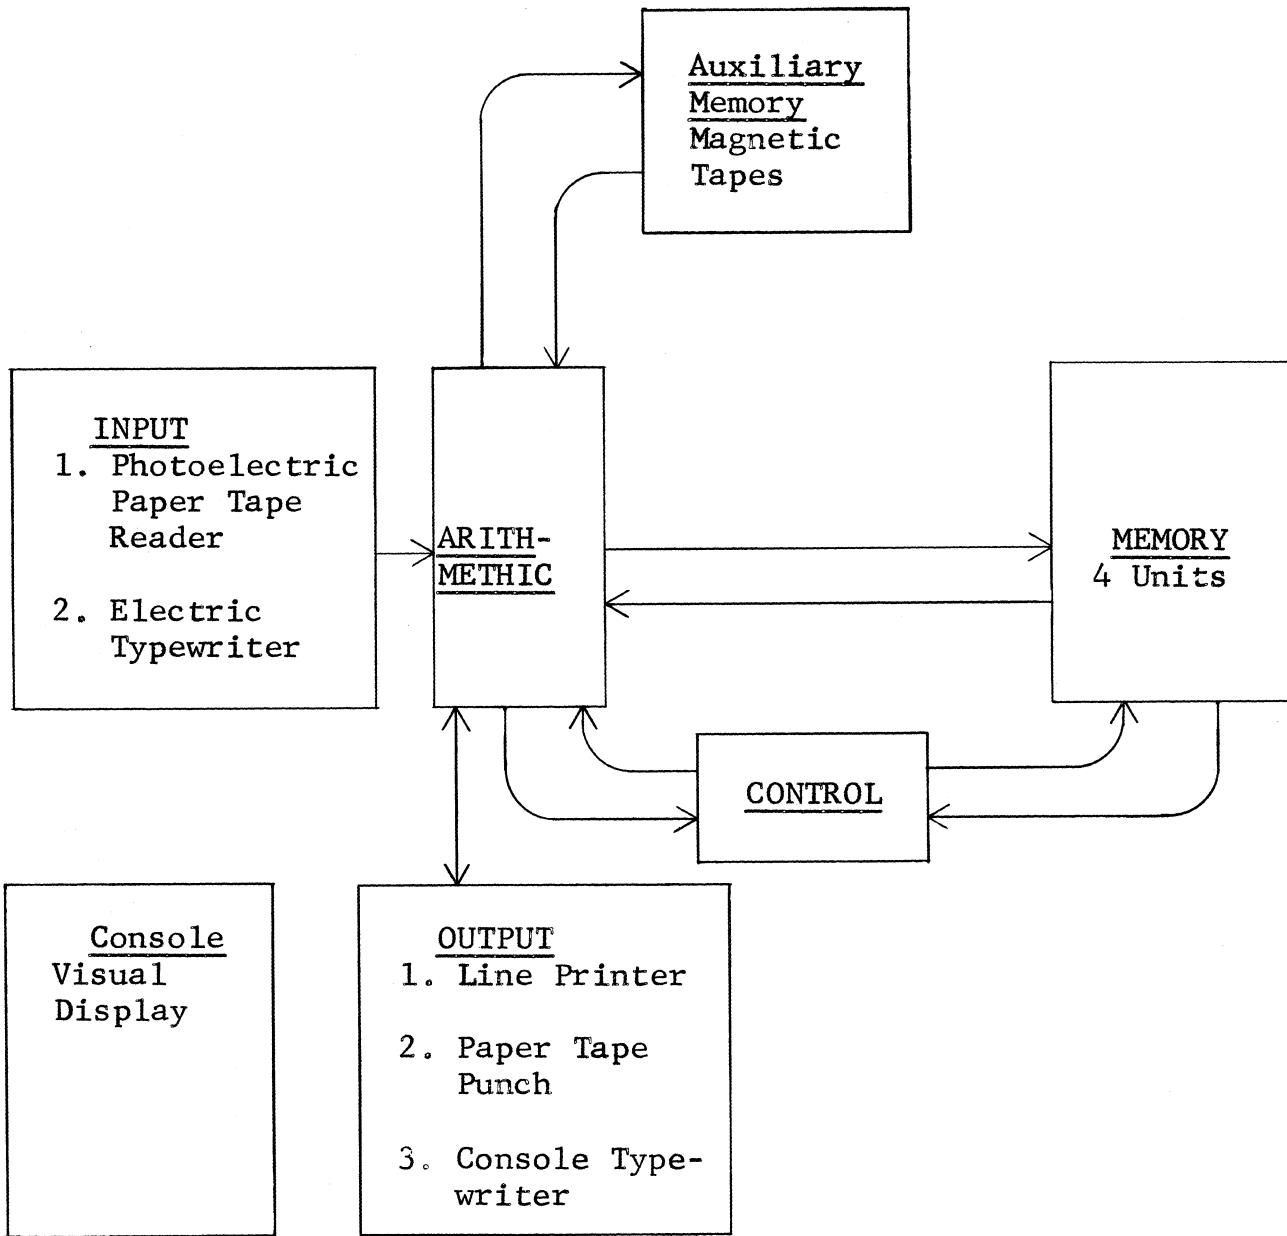 Auxiliary
Memory
Magnetic
Tapes
INPUT
1. Photoelectric
Paper Tape
Reader
2. Electric
Typewriter
ARITH-
METHIC
MEMORY
4 Units
CONTROL
Console
Visual
Display
OUTPUT
1. Line Printer
2. Paper Tape
Punch
3. Console Type-
writer